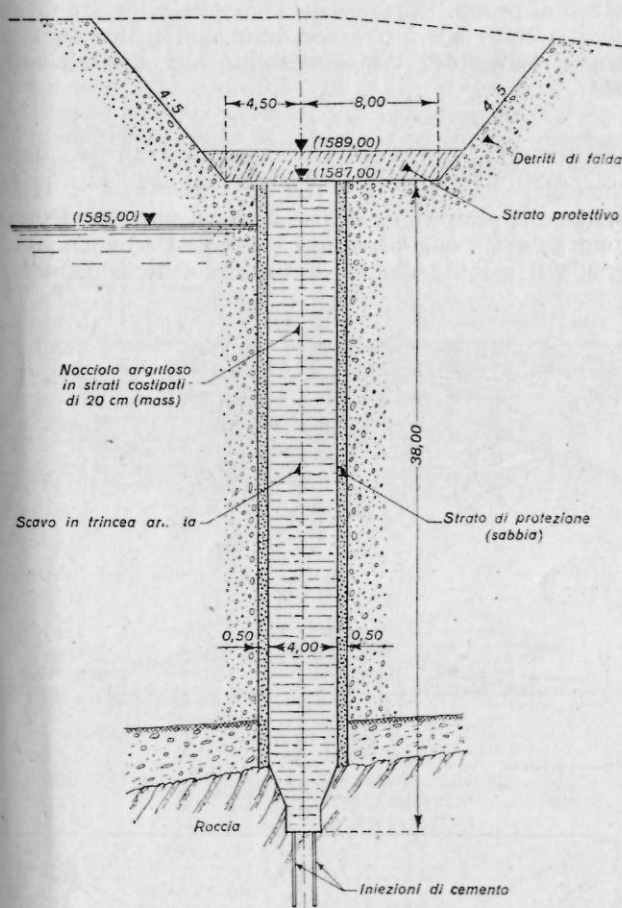 4:5
4:5
4,50
8,00
(1589,00)
Detriti di falda
(1587,00)
Strato protettivo
(1585,00)
Nocciolo argilloso
in strati costipati
di 20 cm (mass)
38,00
Scavo in trincea
Strato di protezione
(sabbia)
0,50
4,00
0,50
Roccia
Iniezioni di cemento